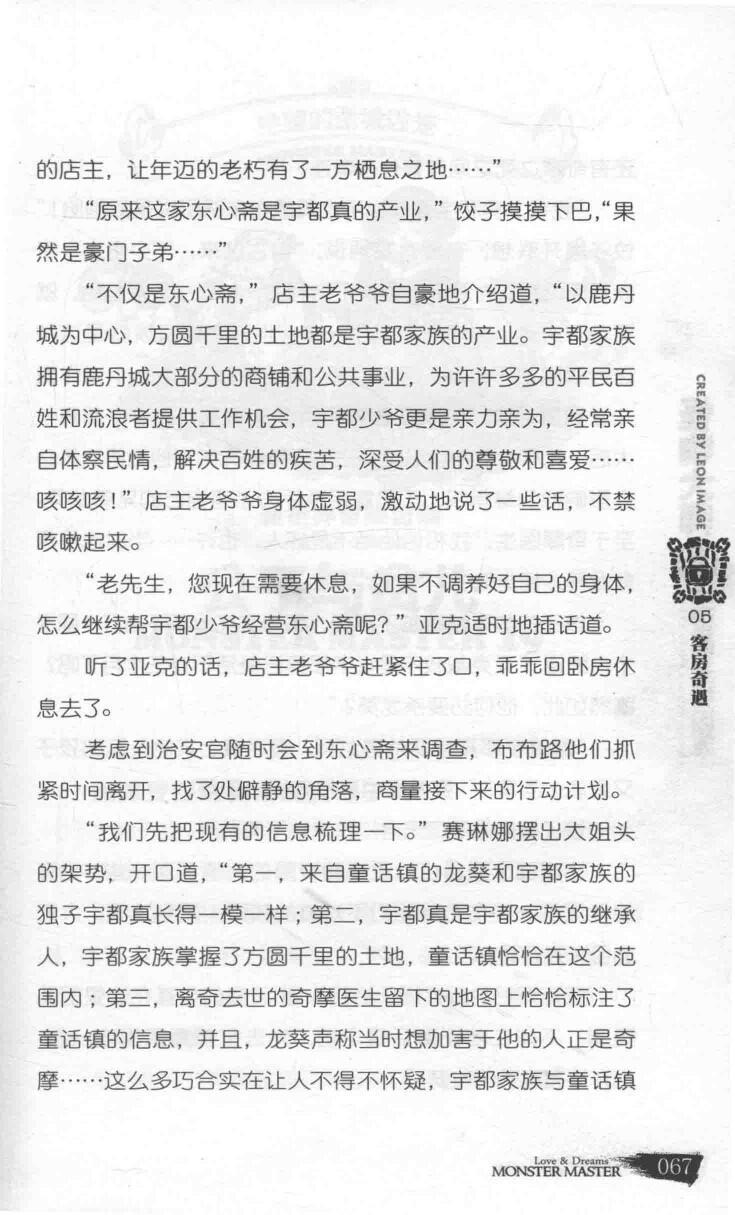 的店主，让年迈的老朽有了一方栖息之地……”
“原来这家东心斋是宇都真的产业，”饺子摸摸下巴，“果
然是豪门子弟……”
“不仅是东心斋，”店主老爷爷自豪地介绍道，“以鹿丹
城为中心，方圆千里的土地都是宇都家族的产业。宇都家族
拥有鹿丹城大部分的商铺和公共事业，为许许多多的平民百
姓和流浪者提供工作机会，宇都少爷更是亲力亲为，经常亲
自体察民情，解决百姓的疾苦，深受人们的尊敬和喜爱……
咳咳咳！”店主老爷爷身体虚弱，激动地说了一些话，不禁
咳嗽起来。
“老先生，您现在需要休息，如果不调养好自己的身体，
怎么继续帮宇都少爷经营东心斋呢？”亚克适时地插话道。
听了亚克的话，店主老爷爷赶紧住了口，乖乖回卧房休
息去了。
考虑到治安官随时会到东心斋来调查，布布路他们抓
紧时间离开，找了处僻静的角落，商量接下来的行动计划。
“我们先把现有的信息梳理一下。”赛琳娜摆出大姐头
的架势，开口道，“第一，来自童话镇的龙葵和宇都家族的
独子宇都真长得一模一样；第二，宇都真是宇都家族的继承
人，宇都家族掌握了方圆千里的土地，童话镇恰恰在这个范
围内；第三，离奇去世的奇摩医生留下的地图上恰恰标注了
童话镇的信息，并且，龙葵声称当时想加害于他的人正是奇
摩……这么多巧合实在让人不得不怀疑，宇都家族与童话镇
CREATED BY LEON IMAGE
05
客房奇遇
Love & Dreams
MONSTER MASTER
067